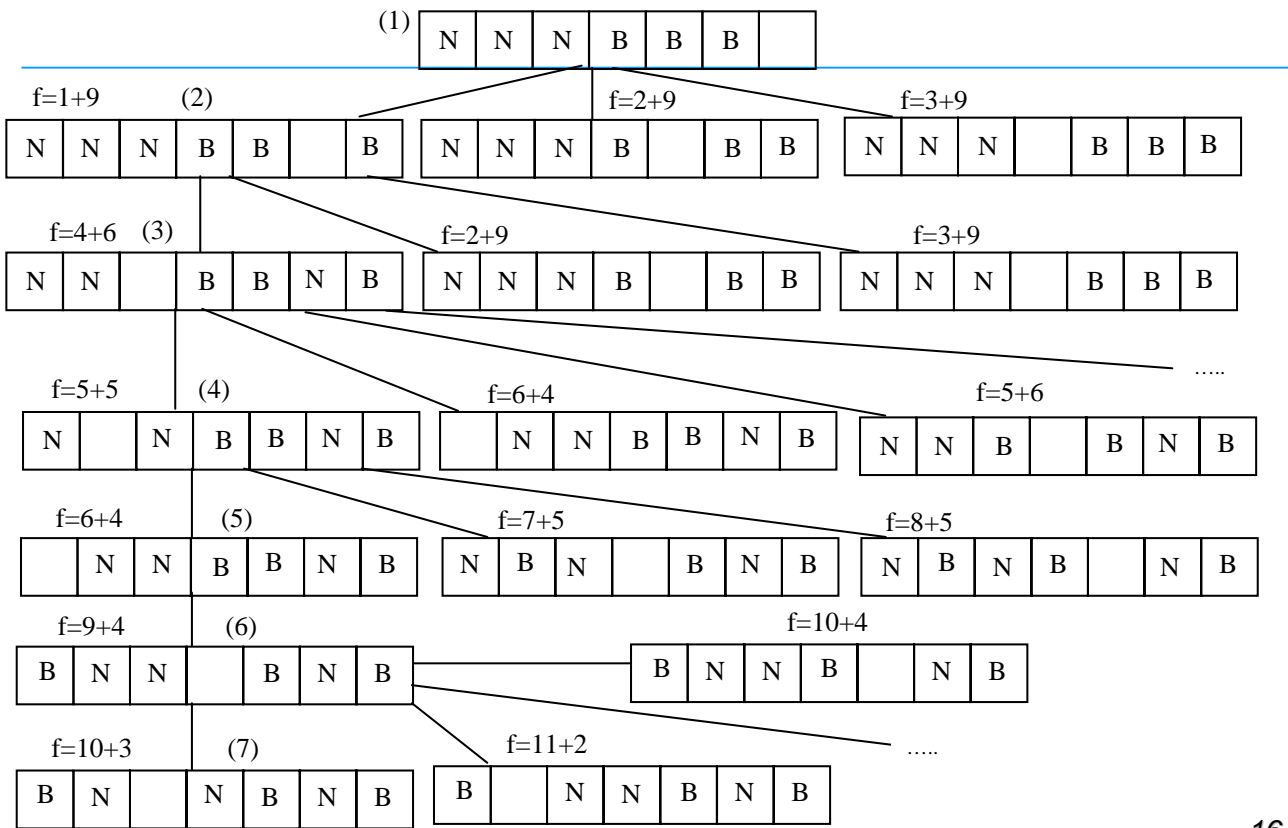 (1)
N N N B B B
f=1+9 (2) f=2+9 f=3+9
N N N B B B N N N B B B N N N B B B
f=4+6 (3) f=2+9 f=3+9
N N B B N B N N N B B B N N N B B B
…..
f=5+5 (4) f=6+4 f=5+6
N N B B N B N N B B N B N N B B N B
f=6+4 (5) f=7+5 f=8+5
N N B B N B N B N B N B N B N B N B
f=9+4 (6) f=10+4
B N N B N B B N N B N B
…..
f=10+3 (7) f=11+2
B N N B N B B N N B N B